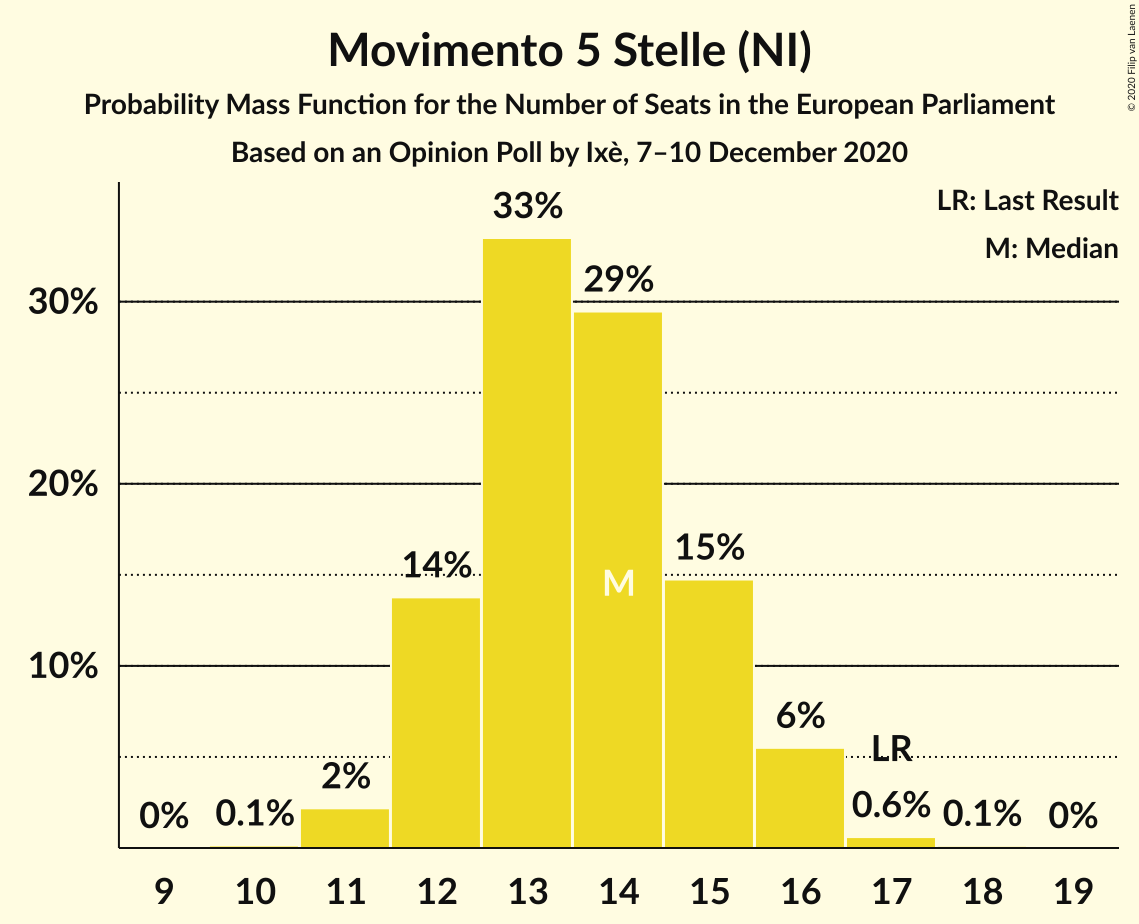 Movimento 5 Stelle (NI)
Probability Mass Function for the Number of Seats in the European Parliament
Based on an Opinion Poll by Ixè, 7–10 December 2020
© 2020 Filip van Laenen
LR: Last Result
M: Median
33%
29%
30%
20%
15%
14%
M
10%
6%
LR
2%
0.6%
0%
0.1%
0.1%
0%
9 10 11 12 13 14 15 16 17 18 19